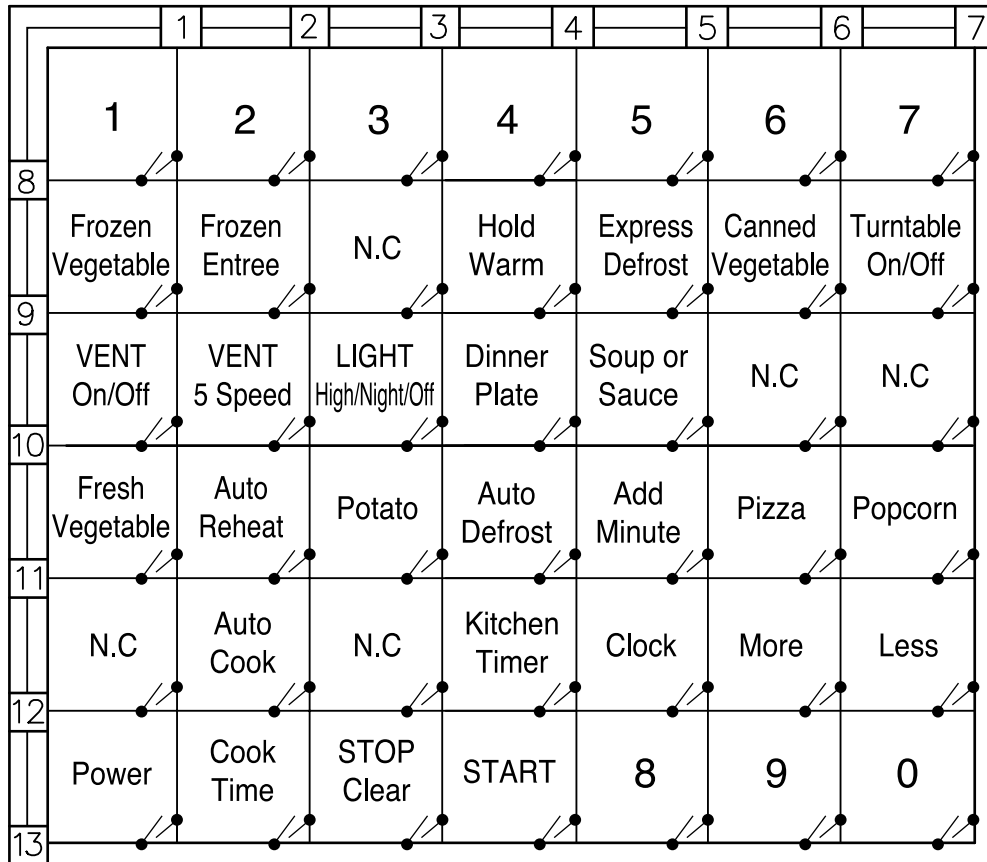 1 2 3 4 5 6 7
1 2 3 4 5 6 7
8
Frozen Frozen N.C Hold Express Canned Turntable
Vegetable Entree Warm Defrost Vegetable On/Off
9
VENT VENT LIGHT Dinner Soup or N.C N.C
On/Off 5 Speed High/Night/Off Plate Sauce
10
Fresh Auto Potato Auto Add Pizza Popcorn
Vegetable Reheat Defrost Minute
11
N.C Auto N.C Kitchen Clock More Less
Cook Timer
12
Power Cook STOP START 8 9 0
Time Clear
13